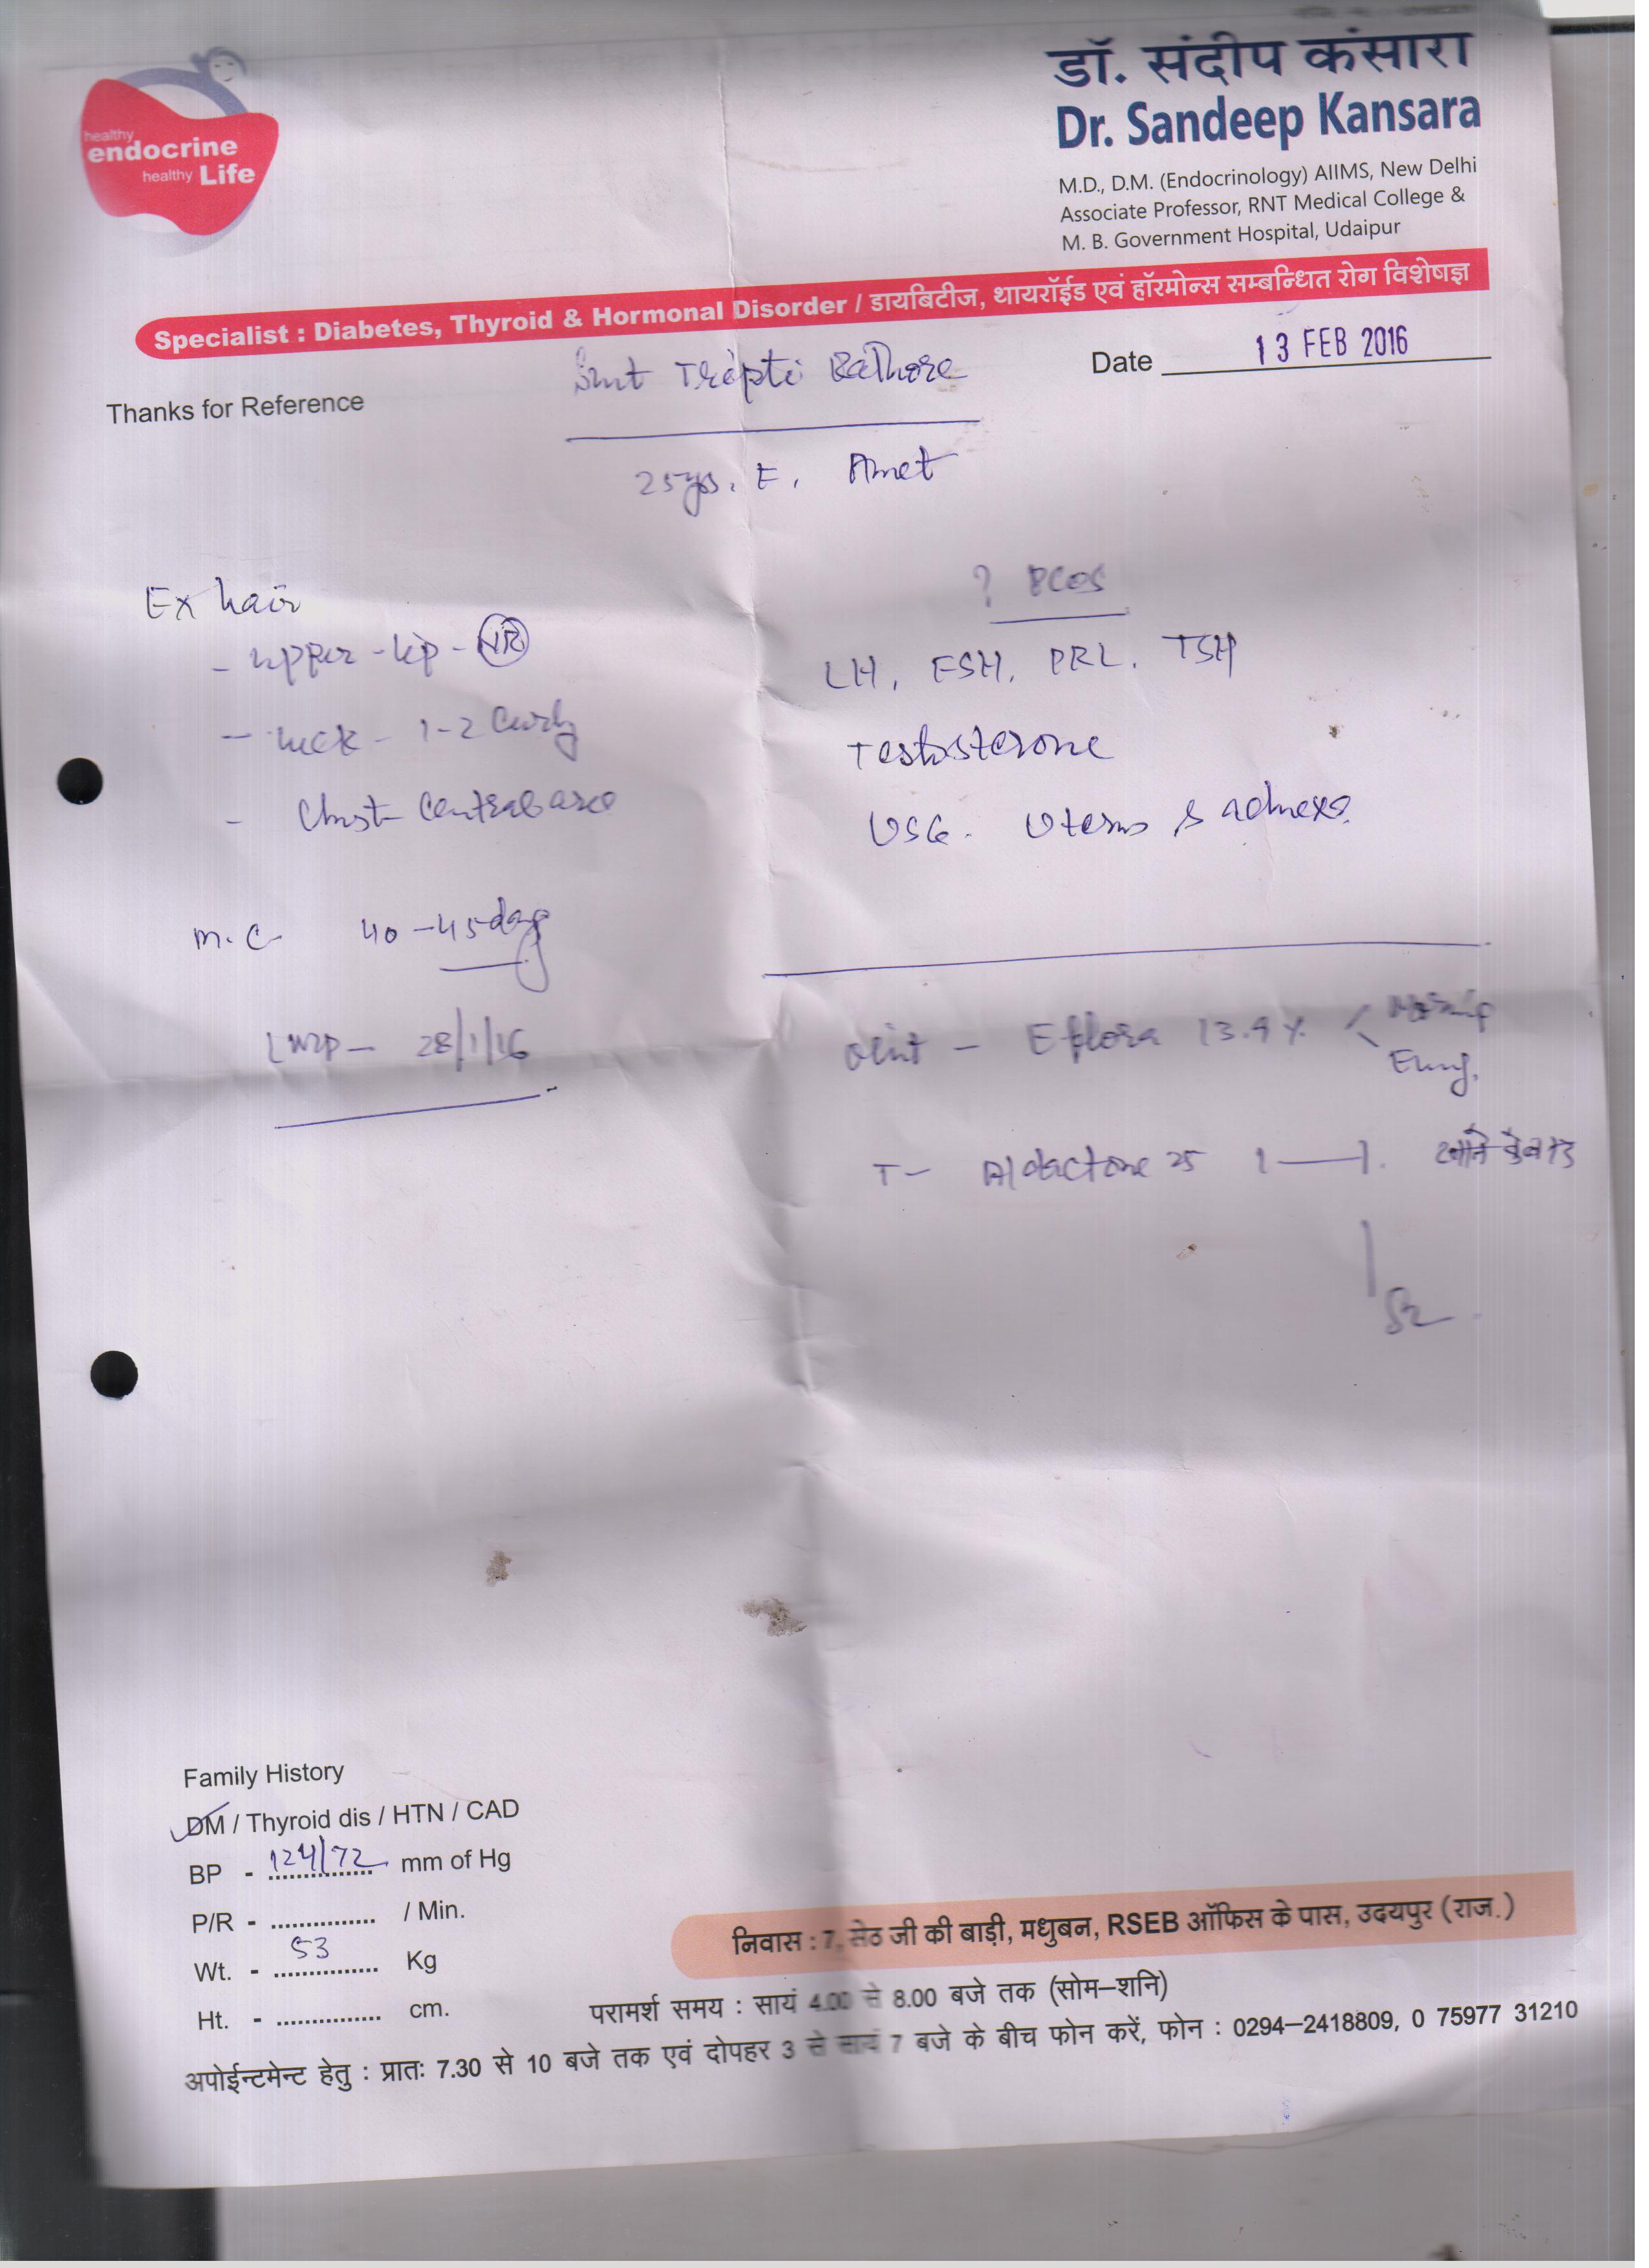 healthy
endocrine
healthy Life
डॉ. संदीप कंसारा
Dr. Sandeep Kansara
M.D., D.M. (Endocrinology) AIIMS, New Delhi
Associate Professor, RNT Medical College &
M. B. Government Hospital, Udaipur
Specialist : Diabetes, Thyroid & Hormonal Disorder / डायबिटीज, थायरॉईड एवं हॉरमोन्स सम्बन्धित रोग विशेषज्ञ
Date 13 FEB 2016
Thanks for Reference
Smt Tripti Rathore
25 yrs. F. Amet
Ex hair
- upper-lip -
- neck - 1-2 curly
- Chest central area
M.C. 40-45 days
LMP - 28/1/16
? PCOS
LH, FSH, PRL, TSH
Testosterone
USG. Uterus & adnexa
Oint - Eflora 13.9% < Morning
Evng.
T- Aldactone 25 1—1.
Family History
DM / Thyroid dis / HTN / CAD
BP - 124/72 mm of Hg
P/R - ............... / Min.
Wt. - 53 Kg
Ht. - ............... cm.
निवास : 7, सेठ जी की बाड़ी, मधुबन, RSEB ऑफिस के पास, उदयपुर (राज.)
परामर्श समय : सायं 4.00 से 8.00 बजे तक (सोम–शनि)
अपोईन्टमेन्ट हेतु : प्रातः 7.30 से 10 बजे तक एवं दोपहर 3 से सायं 7 बजे के बीच फोन करें, फोन : 0294–2418809, 0 75977 31210